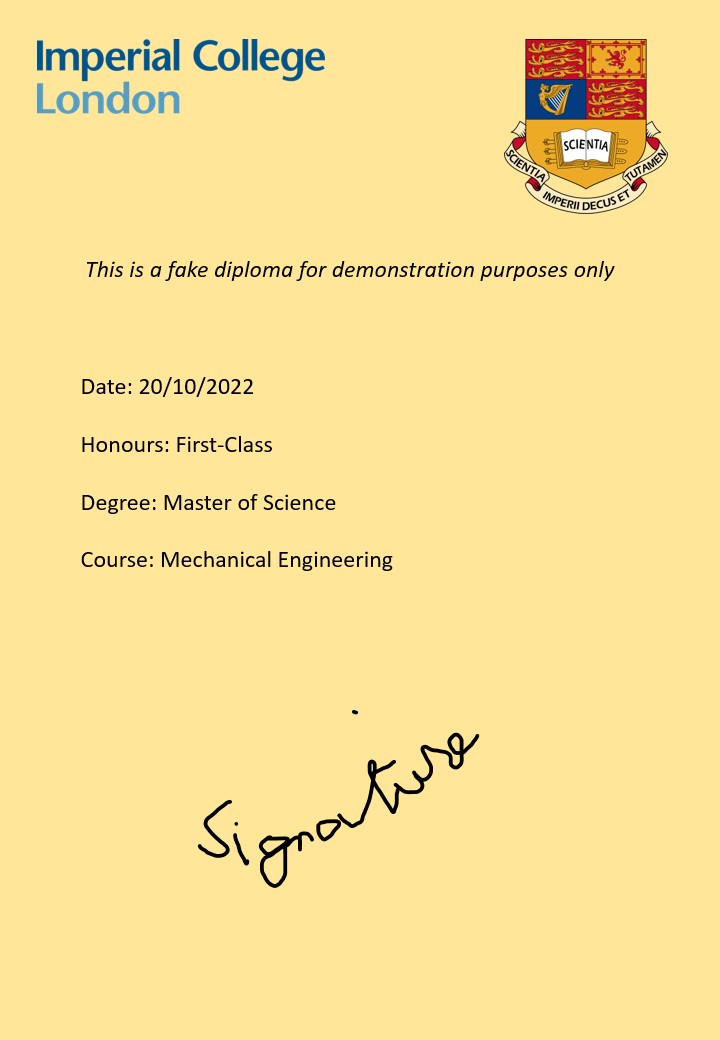 Imperial College
London
SCIENTIA
SCIENTIA
IMPERII DECUS ET
TUTAMEN
This is a fake diploma for demonstration purposes only
Date: 20/10/2022
Honours: First-Class
Degree: Master of Science
Course: Mechanical Engineering
Signature